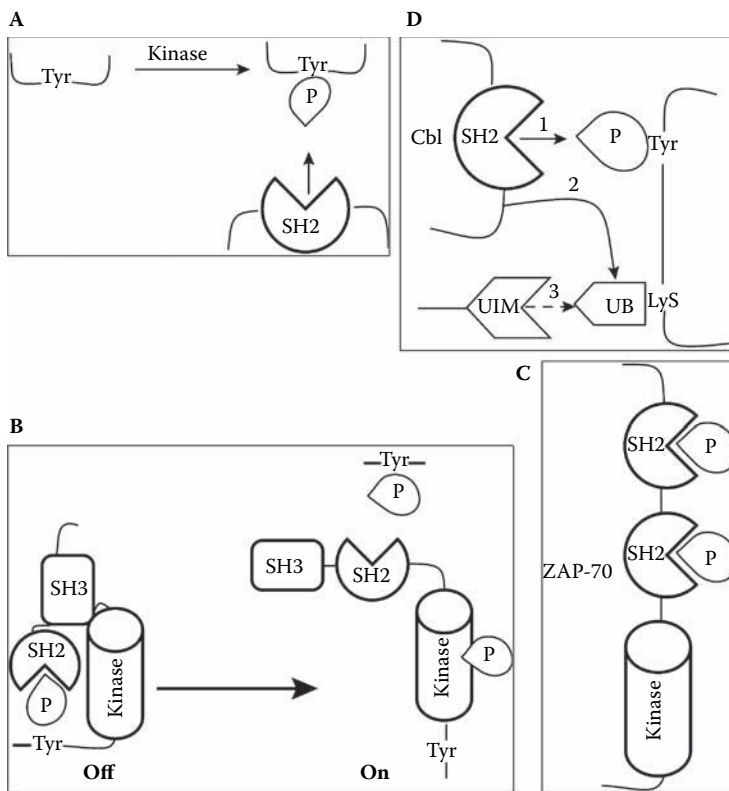 A
Tyr
Kinase
Tyr
P
SH2
D
Cbl
SH2
1
P
Tyr
2
UIM
3
UB
LyS
B
SH3
SH2
P
Kinase
Tyr
Off
Tyr
P
SH3
SH2
Kinase
P
Tyr
On
C
SH2
P
SH2
P
ZAP-70
Kinase